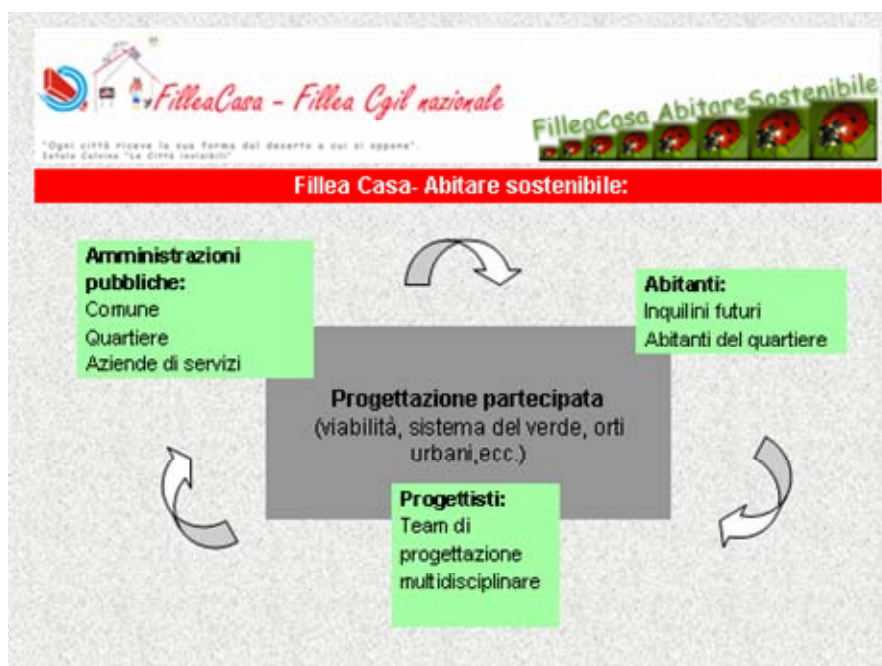 FilleaCasa – Fillea Cgil nazionale
FilleaCasa AbitareSostenibile
"Ogni città riceve la sua forma dal deserto a cui si oppone".
Italo Calvino "Le Città invisibili"
Fillea Casa- Abitare sostenibile:
Amministrazioni
pubbliche:
Comune
Quartiere
Aziende di servizi
Abitanti:
Inquilini futuri
Abitanti del quartiere
Progettazione partecipata
(viabilità, sistema del verde, orti
urbani,ecc.)
Progettisti:
Team di
progettazione
multidisciplinare